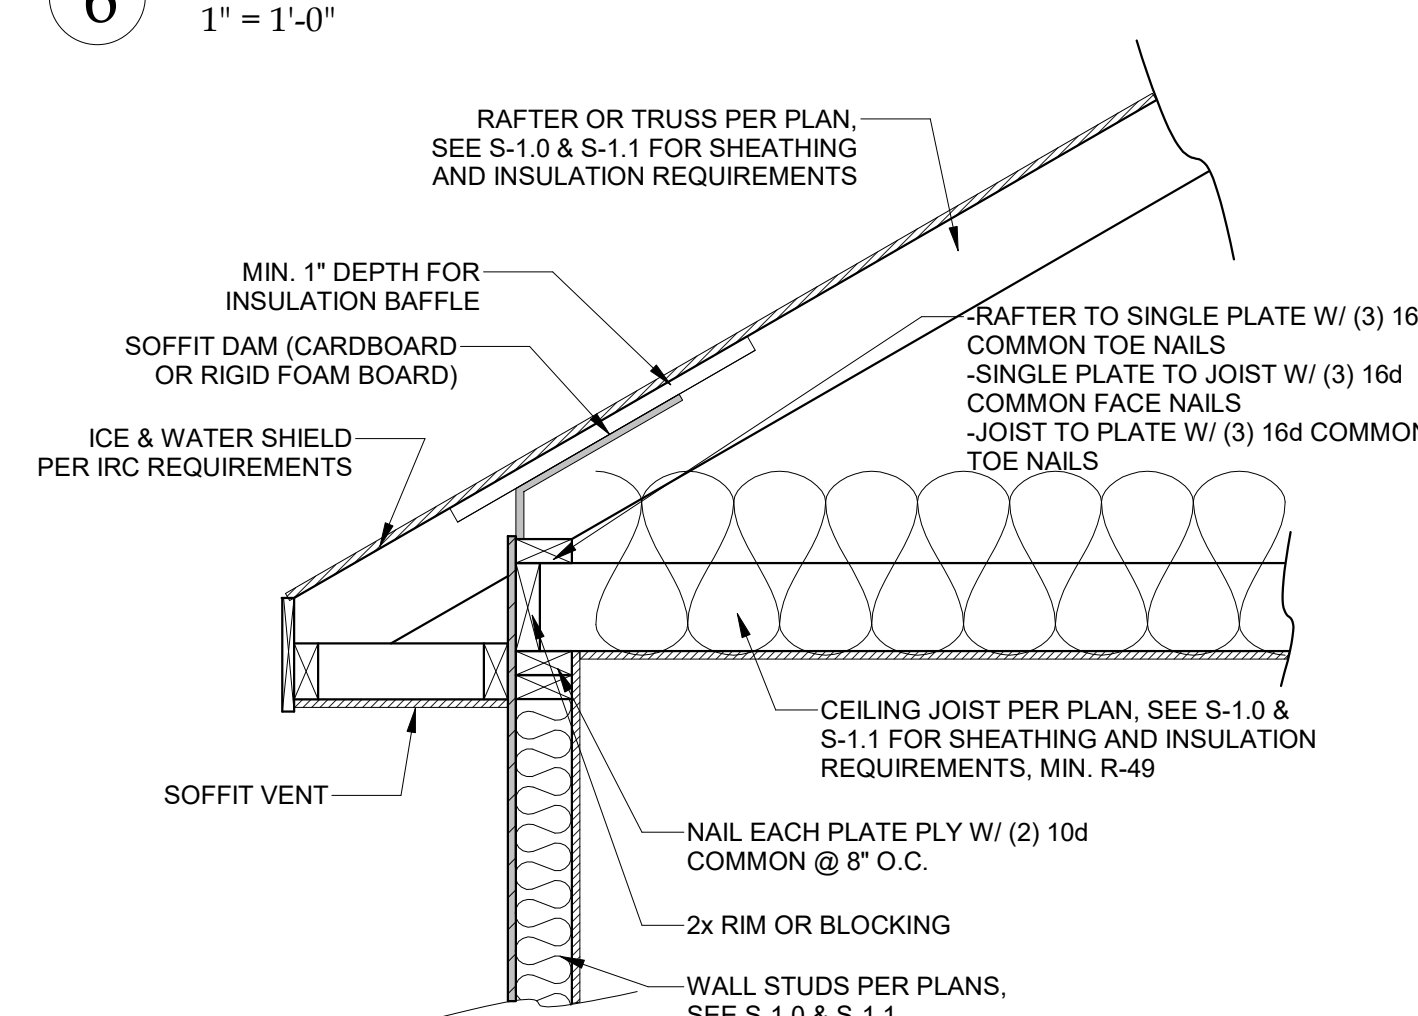 6
1" = 1'-0"
RAFTER OR TRUSS PER PLAN,
SEE S-1.0 & S-1.1 FOR SHEATHING
AND INSULATION REQUIREMENTS
MIN. 1" DEPTH FOR
INSULATION BAFFLE
SOFFIT DAM (CARDBOARD
OR RIGID FOAM BOARD)
ICE & WATER SHIELD
PER IRC REQUIREMENTS
-RAFTER TO SINGLE PLATE W/ (3) 16
COMMON TOE NAILS
-SINGLE PLATE TO JOIST W/ (3) 16d
COMMON FACE NAILS
-JOIST TO PLATE W/ (3) 16d COMMON
TOE NAILS
CEILING JOIST PER PLAN, SEE S-1.0 &
S-1.1 FOR SHEATHING AND INSULATION
REQUIREMENTS, MIN. R-49
SOFFIT VENT
NAIL EACH PLATE PLY W/ (2) 10d
COMMON @ 8" O.C.
2x RIM OR BLOCKING
WALL STUDS PER PLANS,
SEE S-1.0 & S-1.1